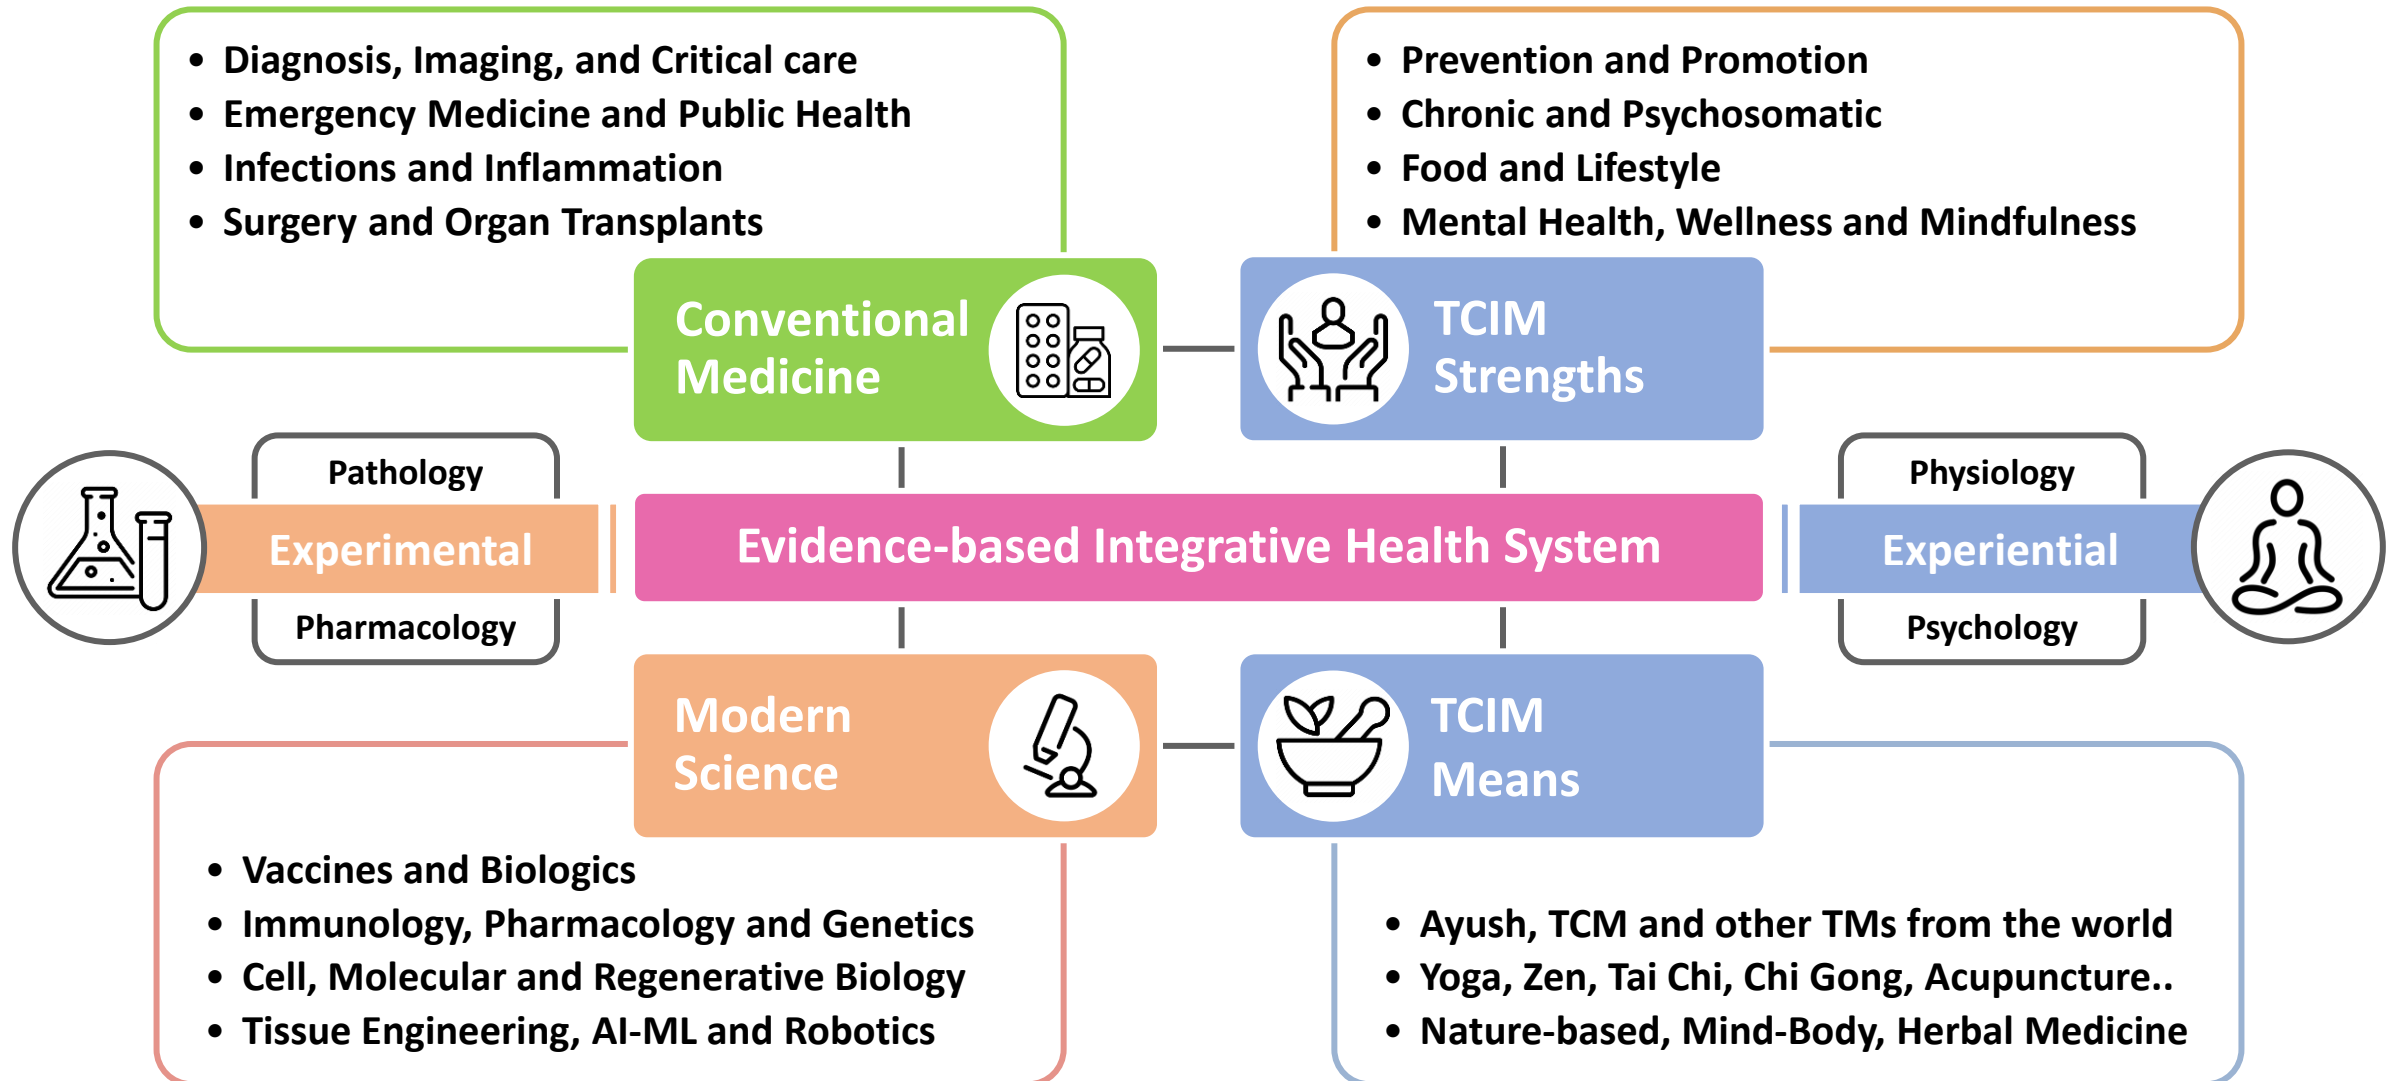 • Diagnosis, Imaging, and Critical care
• Emergency Medicine and Public Health
• Infections and Inflammation
• Surgery and Organ Transplants
• Prevention and Promotion
• Chronic and Psychosomatic
• Food and Lifestyle
• Mental Health, Wellness and Mindfulness
Conventional
Medicine
TCIM
Strengths
Pathology
Experimental
Pharmacology
Evidence-based Integrative Health System
Physiology
Experiential
Psychology
Modern
Science
TCIM
Means
• Vaccines and Biologics
• Immunology, Pharmacology and Genetics
• Cell, Molecular and Regenerative Biology
• Tissue Engineering, AI-ML and Robotics
• Ayush, TCM and other TMs from the world
• Yoga, Zen, Tai Chi, Chi Gong, Acupuncture..
• Nature-based, Mind-Body, Herbal Medicine